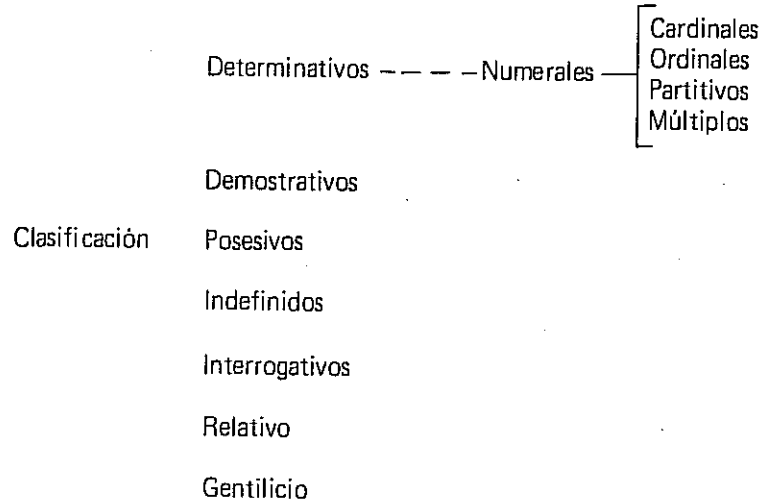 Cardinales
Determinativos – – – –Numerales
Ordinales
Partitivos
Múltiplos
Demostrativos
Clasificación Posesivos
Indefinidos
Interrogativos
Relativo
Gentilicio